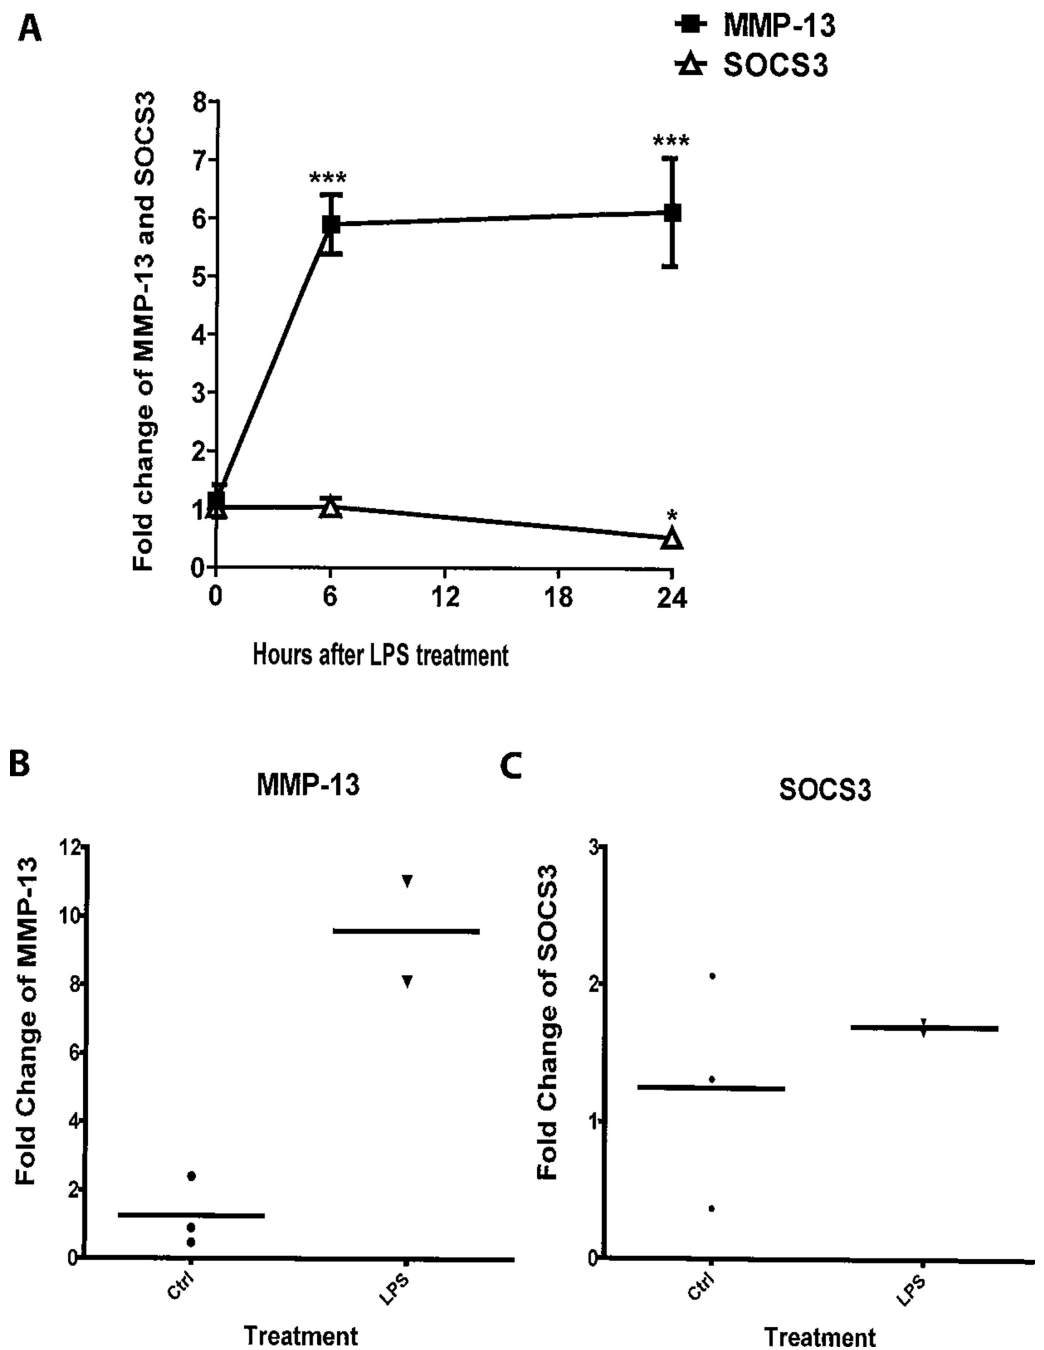 A
MMP-13
SOCS3
Fold change of MMP-13 and SOCS3
8
7
6
5
4
3
2
1
0
***
***
*
0 6 12 18 24
Hours after LPS treatment
B
MMP-13
Fold Change of MMP-13
12
10
8
6
4
2
0
Ctrl LPS
Treatment
C
SOCS3
Fold Change of SOCS3
3
2
1
0
Ctrl LPS
Treatment